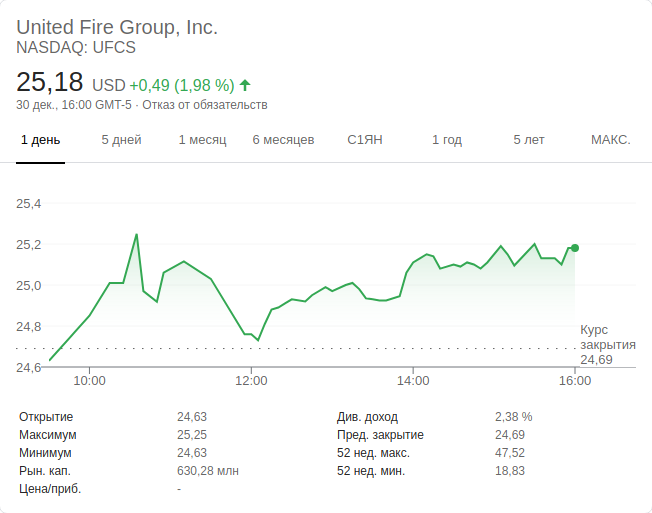 United Fire Group, Inc.
NASDAQ: UFCS
25,18 USD +0,49 (1,98 %)
30 дек., 16:00 GMT-5 · Отказ от обязательств
1 день 5 дней 1 месяц 6 месяцев С1ЯН 1 год 5 лет МАКС.
25,4
25,2
25,0
24,8
24,6
Курс
закрытия
24,69
10:00 12:00 14:00 16:00
Открытие 24,63 Див. доход 2,38 %
Максимум 25,25 Пред. закрытие 24,69
Минимум 24,63 52 нед. макс. 47,52
Рын. кап. 630,28 млн 52 нед. мин. 18,83
Цена/приб. -